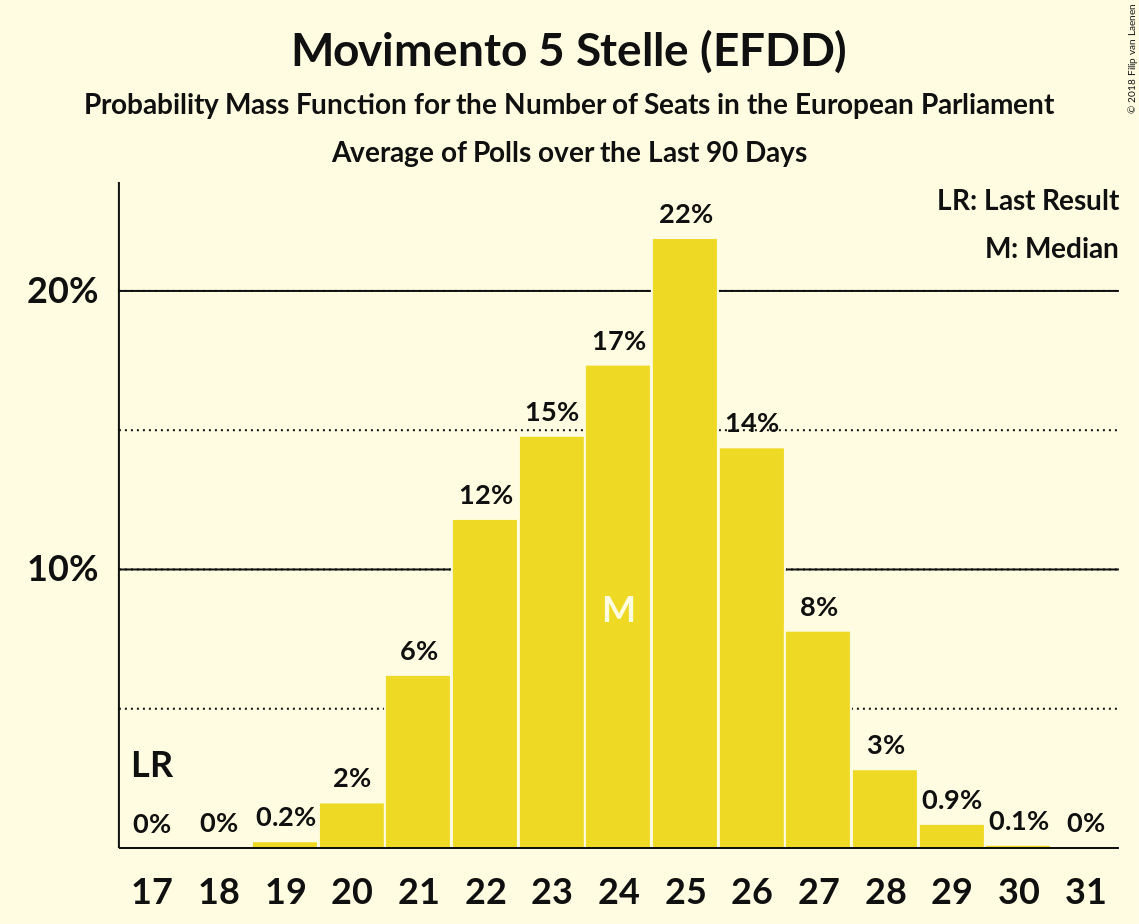 Movimento 5 Stelle (EFDD)
Probability Mass Function for the Number of Seats in the European Parliament
Average of Polls over the Last 90 Days
© 2018 Filip van Laenen
LR: Last Result
M: Median
22%
20%
17%
15%
14%
12%
10%
8%
M
6%
3%
LR
2%
0.9%
0.2%
0.1%
0%
0%
0%
17 18 19 20 21 22 23 24 25 26 27 28 29 30 31